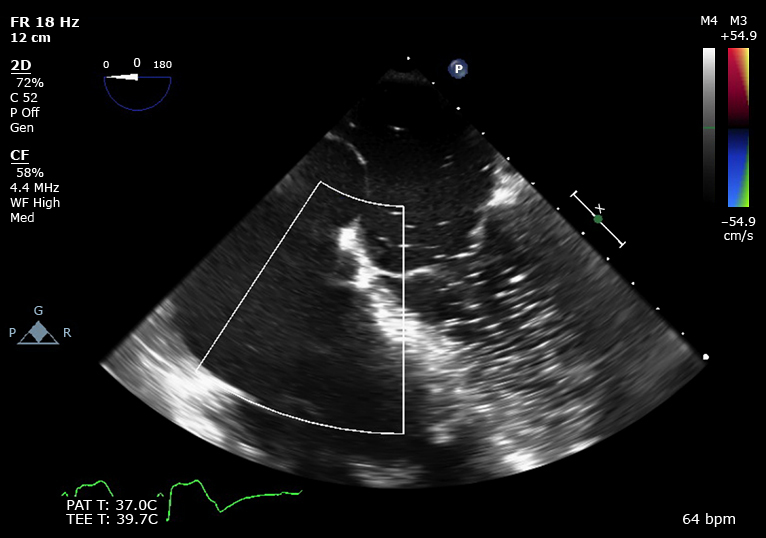 FR 18 Hz
12 cm
2D
72%
C 52
P Off
Gen
CF
58%
4.4 MHz
WF High
Med
0 0 180
P
M4 M3
+54.9
-54.9
cm/s
x
G
P R
PAT T: 37.0C
TEE T: 39.7C
64 bpm